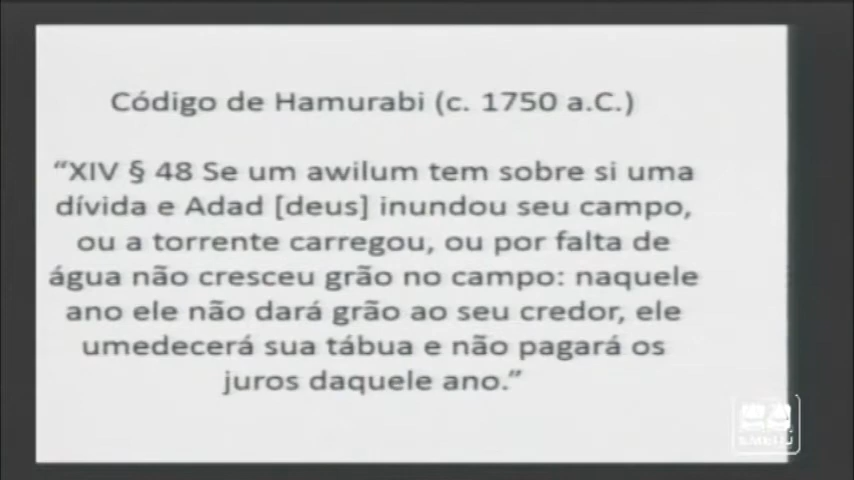 Código de Hamurabi (c. 1750 a.C.)
“XIV § 48 Se um awilum tem sobre si uma
dívida e Adad [deus] inundou seu campo,
ou a torrente carregou, ou por falta de
água não cresceu grão no campo: naquele
ano ele não dará grão ao seu credor, ele
umedecerá sua tábua e não pagará os
juros daquele ano.”